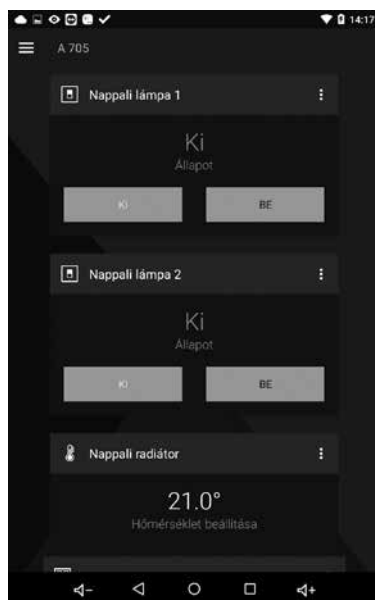 14:17
A 705
Nappali lámpa 1
Ki
Állapot
KI BE
Nappali lámpa 2
Ki
Állapot
KI BE
Nappali radiátor
21.0°
Hőmérséklet beállítása